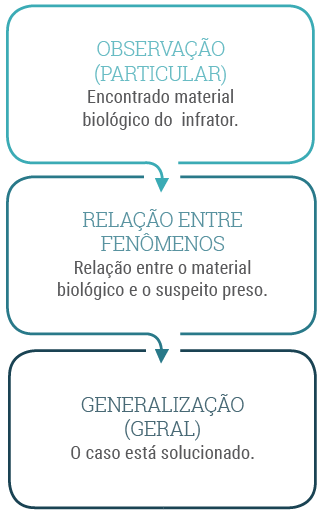 OBSERVAÇÃO
(PARTICULAR)
Encontrado material
biológico do infrator.
RELAÇÃO ENTRE
FENÔMENOS
Relação entre o material
biológico e o suspeito preso.
GENERALIZAÇÃO
(GERAL)
O caso está solucionado.